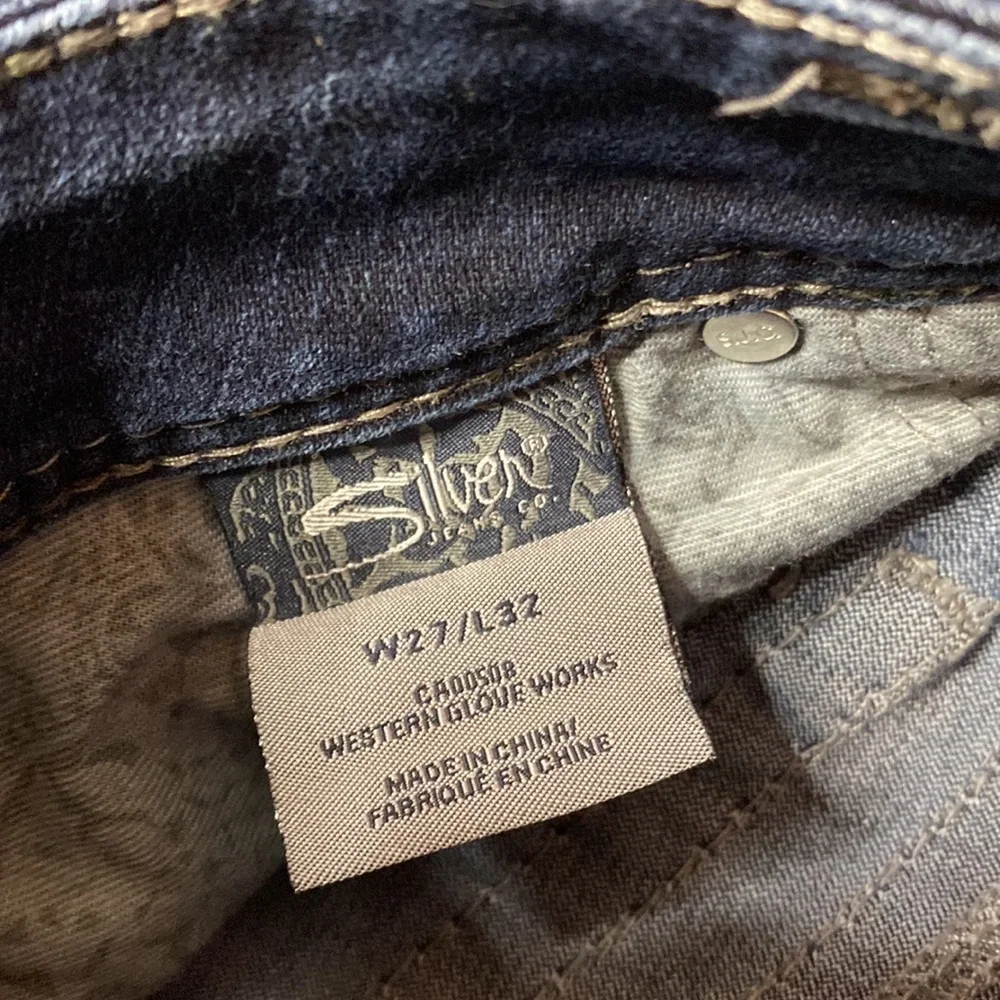 Silver®
JEANS CO.
W27/L32
CA00508
WESTERN GLOVE WORKS
MADE IN CHINA/
FABRIQUÉ EN CHINE